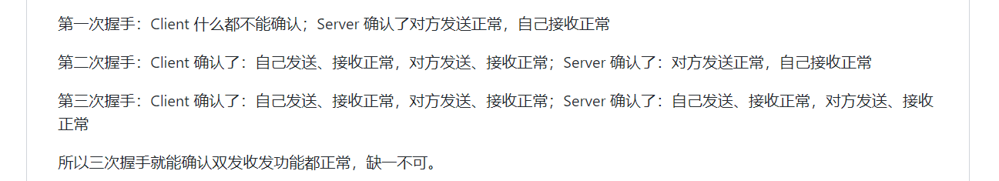 第一次握手：Client 什么都不能确认；Server 确认了对方发送正常，自己接收正常
第二次握手：Client 确认了：自己发送、接收正常，对方发送、接收正常；Server 确认了：对方发送正常，自己接收正常
第三次握手：Client 确认了：自己发送、接收正常，对方发送、接收正常；Server 确认了：自己发送、接收正常，对方发送、接收
正常
所以三次握手就能确认双发收发功能都正常，缺一不可。